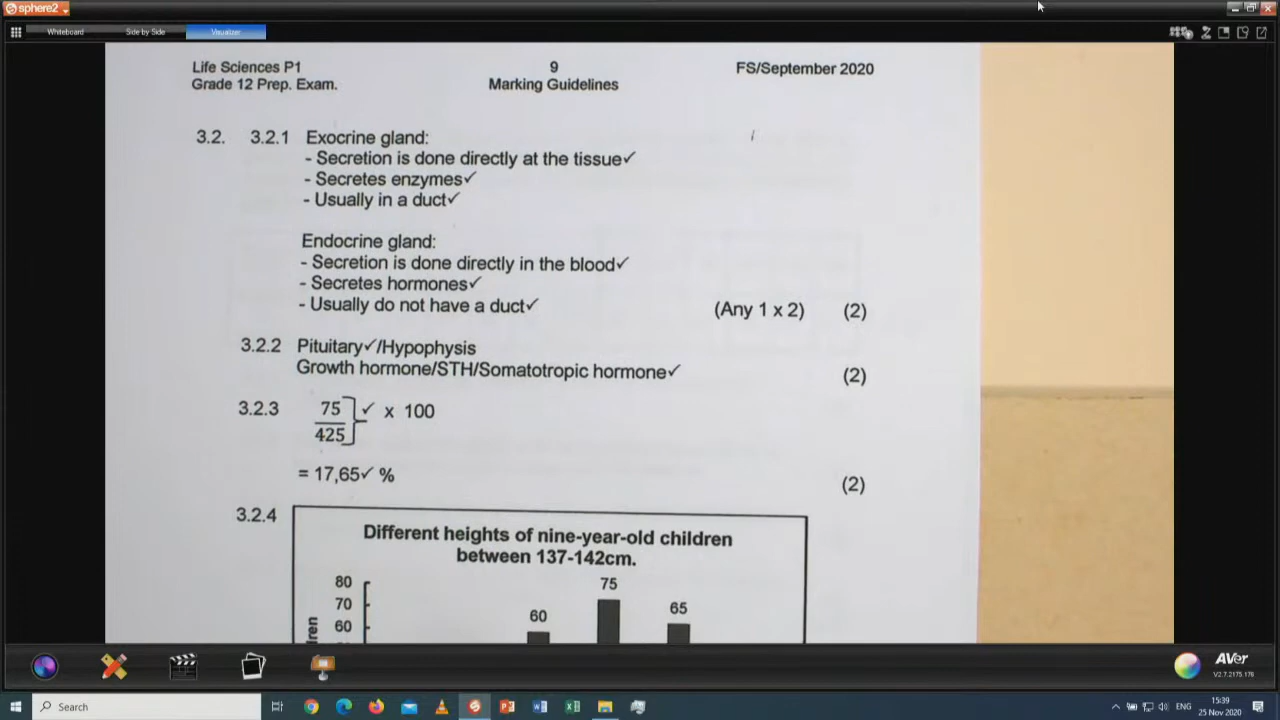 sphere2
Whiteboard Side by Side Visualizer
Life Sciences P1 9 FS/September 2020
Grade 12 Prep. Exam. Marking Guidelines
3.2. 3.2.1 Exocrine gland:
- Secretion is done directly at the tissue✓
- Secretes enzymes✓
- Usually in a duct✓
Endocrine gland:
- Secretion is done directly in the blood✓
- Secretes hormones✓
- Usually do not have a duct✓ (Any 1 x 2) (2)
3.2.2 Pituitary✓/Hypophysis
Growth hormone/STH/Somatotropic hormone✓ (2)
3.2.3 75 ✓ x 100
425
= 17,65✓ % (2)
3.2.4
Different heights of nine-year-old children
between 137-142cm.
80
75
70
65
60
60
dren
AVer
V2.7.2175.178
Search
ENG
15:39
25 Nov 2020